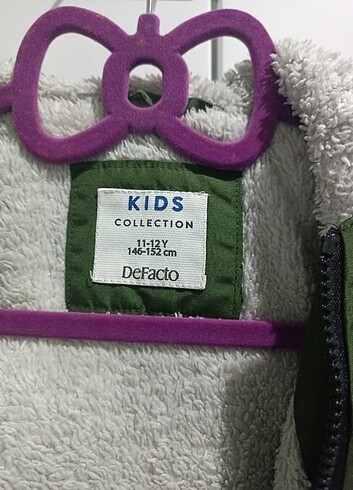 KIDS
COLLECTION
11-12 Y
146-152 cm
DeFacto